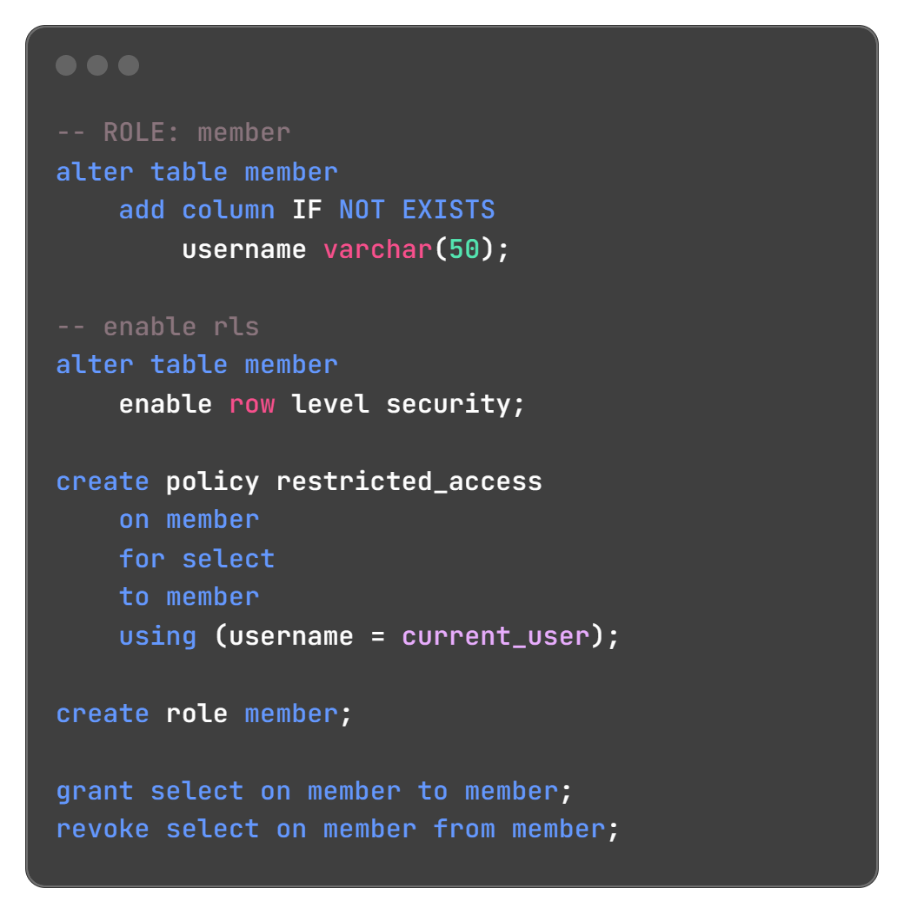 -- ROLE: member
alter table member
    add column IF NOT EXISTS
        username varchar(50);

-- enable rls
alter table member
    enable row level security;

create policy restricted_access
    on member
    for select
    to member
    using (username = current_user);

create role member;

grant select on member to member;
revoke select on member from member;